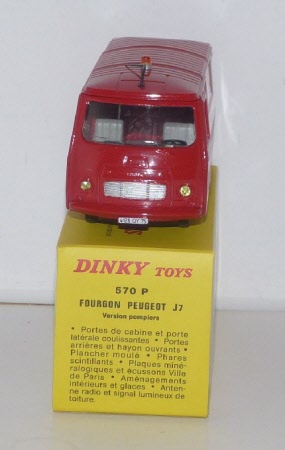 DINKY TOYS
570 P
FOURGON PEUGEOT J7
Version pompiers
• Portes de cabine et porte
latérale coulissantes • Portes
arrières et hayon ouvrants •
Plancher moulé • Phares
scintillants • Plaques miné-
ralogiques et écussons Ville
de Paris • Aménagements
intérieurs et glaces • Anten-
ne radio et signal lumineux de
toiture.